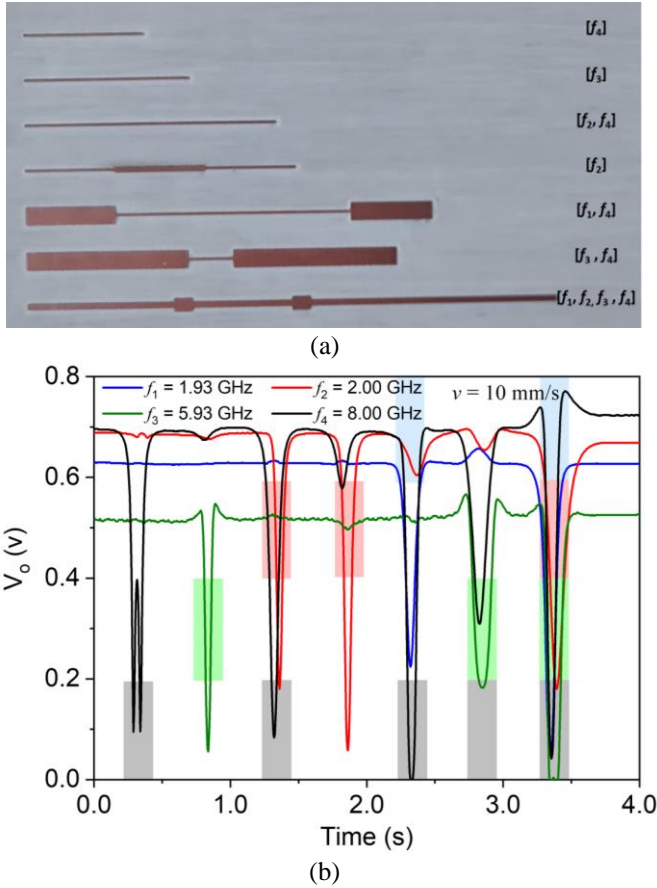 [f4]
[f3]
[f2, f4]
[f2]
[f1, f4]
[f3 , f4]
[f1, f2, f3 , f4]
(a)
f1 = 1.93 GHz
f2 = 2.00 GHz
v = 10 mm/s
f3 = 5.93 GHz
f4 = 8.00 GHz
0.8
0.6
0.4
0.2
0.0
Vo (v)
0.0
1.0
2.0
3.0
4.0
Time (s)
(b)